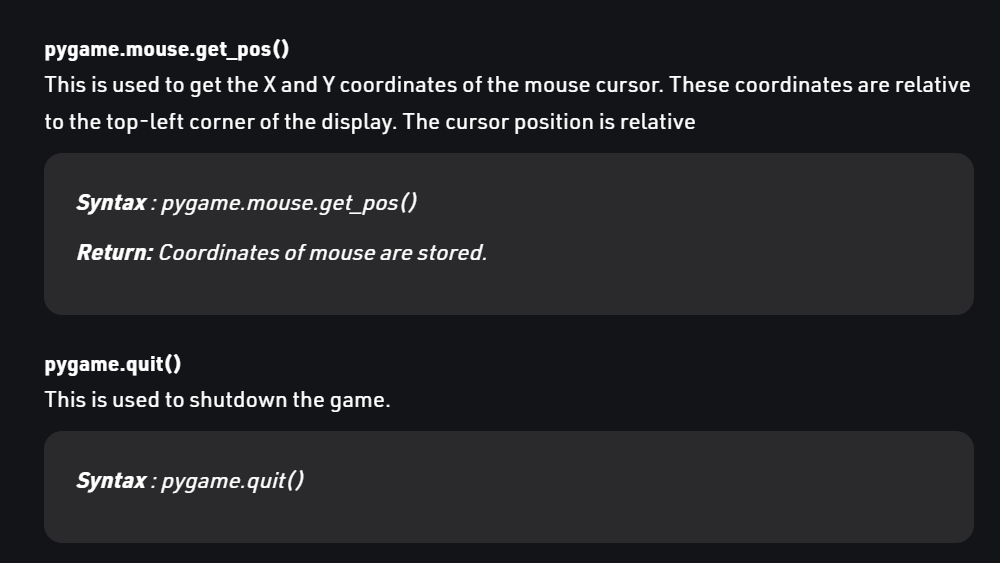 pygame.mouse.get_pos()
This is used to get the X and Y coordinates of the mouse cursor. These coordinates are relative
to the top-left corner of the display. The cursor position is relative
Syntax : pygame.mouse.get_pos()
Return: Coordinates of mouse are stored.
pygame.quit()
This is used to shutdown the game.
Syntax : pygame.quit()